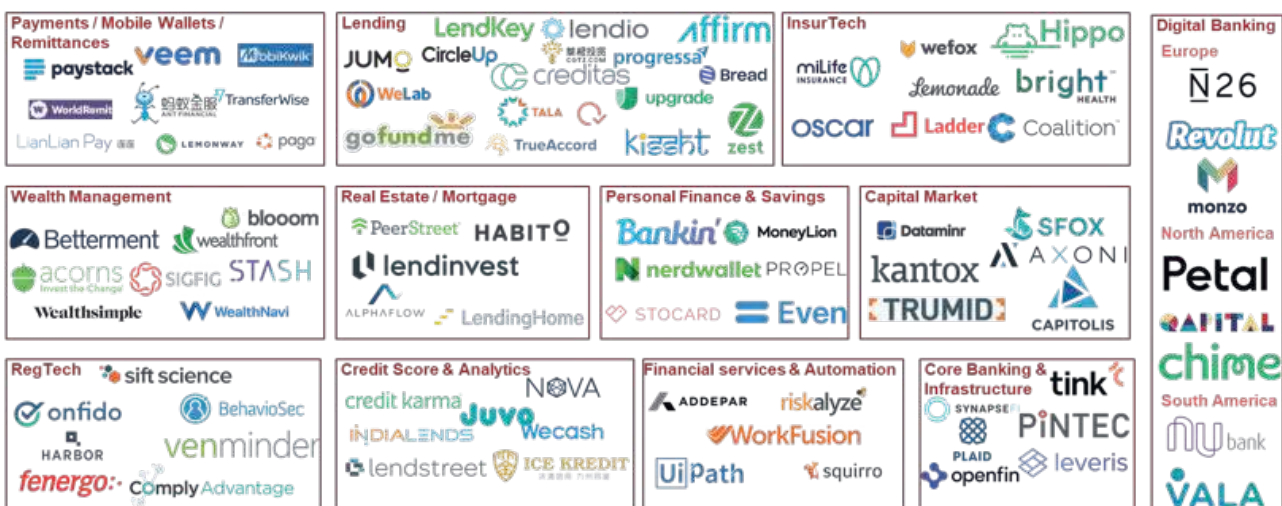 Payments / Mobile Wallets /
Remittances
veem
MobiKwik
paystack
WorldRemit
蚂蚁金服
ANT FINANCIAL
TransferWise
LianLian Pay
LEMONWAY
paga
Lending
LendKey
lendio
Affirm
JUMO
CircleUp
progressa
creditas
Bread
WeLab
upgrade
TALA
gofundme
TrueAccord
kissht
zest
InsurTech
wefox
Hippo
miLife
INSURANCE
Lemonade
bright
HEALTH
OSCAR
Ladder
Coalition
Digital Banking
Europe
N26
Revolut
monzo
North America
Petal
QAPITAL
chime
South America
nu bank
VALA
Wealth Management
blooom
Betterment
wealthfront
acorns
Invest the Change
SIGFIG
STASH
Wealthsimple
WealthNavi
Real Estate / Mortgage
PeerStreet
HABITO
lendinvest
ALPHAFLOW
LendingHome
Personal Finance & Savings
Bankin'
MoneyLion
nerdwallet
PROPEL
STOCARD
Even
Capital Market
Dataminr
SFOX
kantox
AXONI
TRUMID
CAPITOLIS
RegTech
sift science
onfido
BehavioSec
HARBOR
venminder
fenergo
ComplyAdvantage
Credit Score & Analytics
NOVA
credit karma
Juvo
INDIALENDS
Wecash
lendstreet
ICE KREDIT
Financial services & Automation
ADDEPAR
riskalyze
WorkFusion
UiPath
squirro
Core Banking &
Infrastructure
tink
SYNAPSEFI
PINTEC
PLAID
openfin
leveris